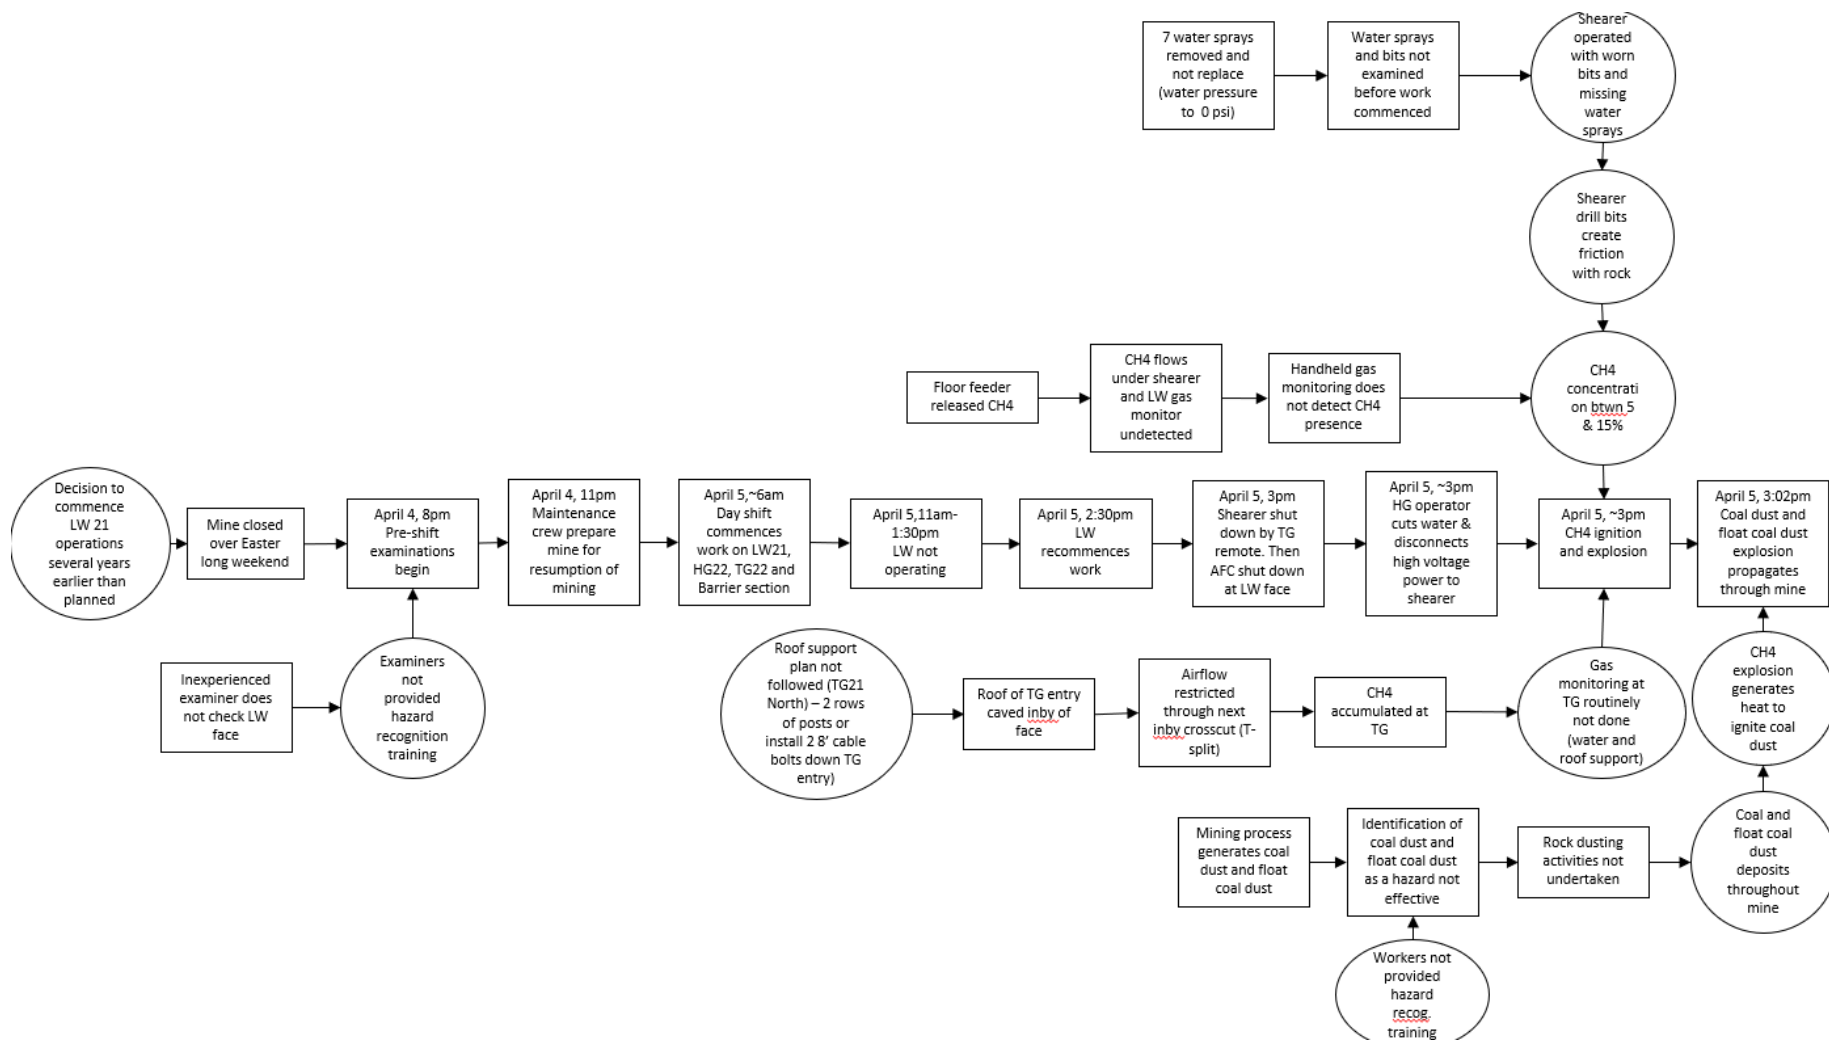 7 water sprays
removed and
not replace
(water pressure
to 0 psi)
Water sprays
and bits not
examined
before work
commenced
Shearer
operated
with worn
bits and
missing
water
sprays
Shearer
drill bits
create
friction
with rock
Floor feeder
released CH4
CH4 flows
under shearer
and LW gas
monitor
undetected
Handheld gas
monitoring does
not detect CH4
presence
CH4
concentrati
on btwn 5
& 15%
Decision to
commence
LW 21
operations
several years
earlier than
planned
Mine closed
over Easter
long weekend
April 4, 8pm
Pre-shift
examinations
begin
April 4, 11pm
Maintenance
crew prepare
mine for
resumption of
mining
April 5,~6am
Day shift
commences
work on LW21,
HG22, TG22 and
Barrier section
April 5,11am-
1:30pm
LW not
operating
April 5, 2:30pm
LW
recommences
work
April 5, 3pm
Shearer shut
down by TG
remote. Then
AFC shut down
at LW face
April 5, ~3pm
HG operator
cuts water &
disconnects
high voltage
power to
shearer
April 5, ~3pm
CH4 ignition
and explosion
April 5, 3:02pm
Coal dust and
float coal dust
explosion
propagates
through mine
Inexperienced
examiner does
not check LW
face
Examiners
not
provided
hazard
recognition
training
Roof support
plan not
followed (TG21
North) – 2 rows
of posts or
install 2 8’ cable
bolts down TG
entry)
Roof of TG entry
caved inby of
face
Airflow
restricted
through next
inby crosscut (T-
split)
CH4
accumulated at
TG
Gas
monitoring at
TG routinely
not done
(water and
roof support)
CH4
explosion
generates
heat to
ignite coal
dust
Mining process
generates coal
dust and float
coal dust
Identification of
coal dust and
float coal dust
as a hazard not
effective
Rock dusting
activities not
undertaken
Coal and
float coal
dust
deposits
throughout
mine
Workers not
provided
hazard
recog.
training